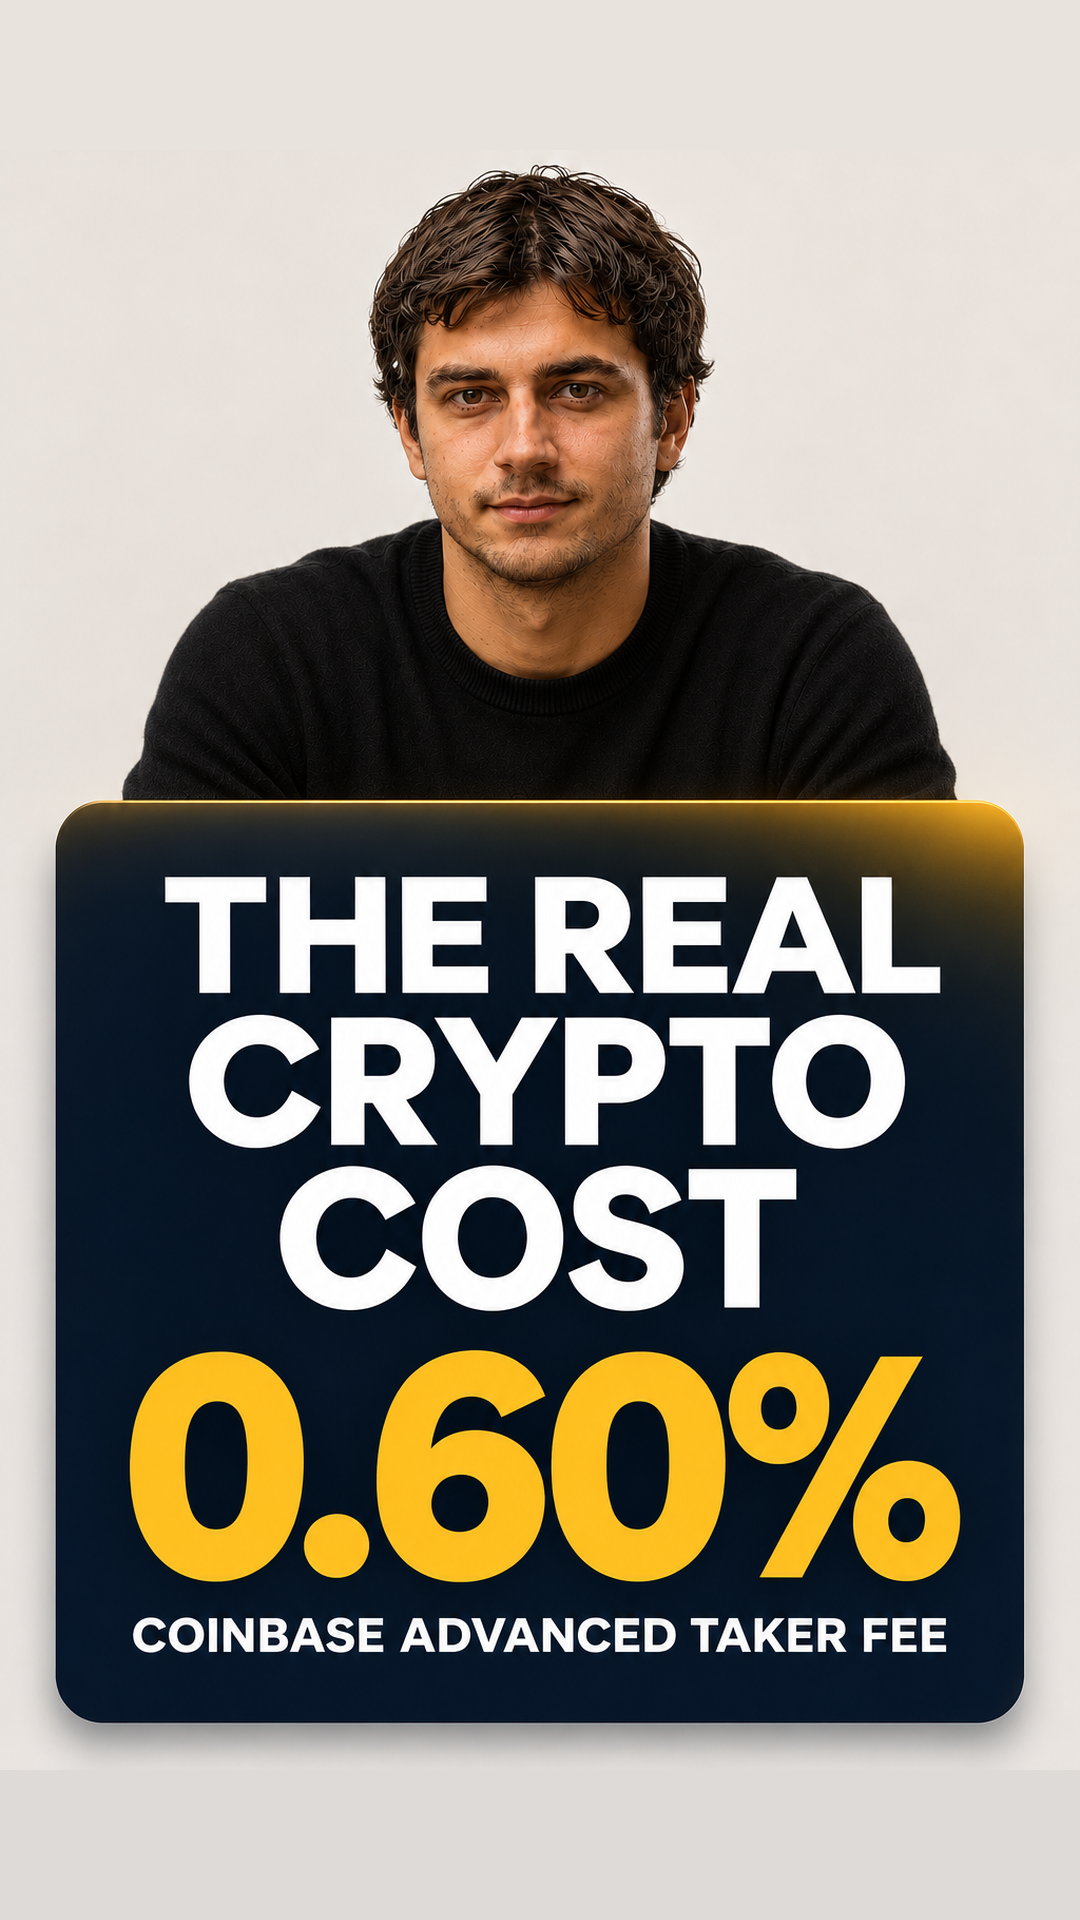 THE REAL
CRYPTO
COST
0.60%
COINBASE ADVANCED TAKER FEE